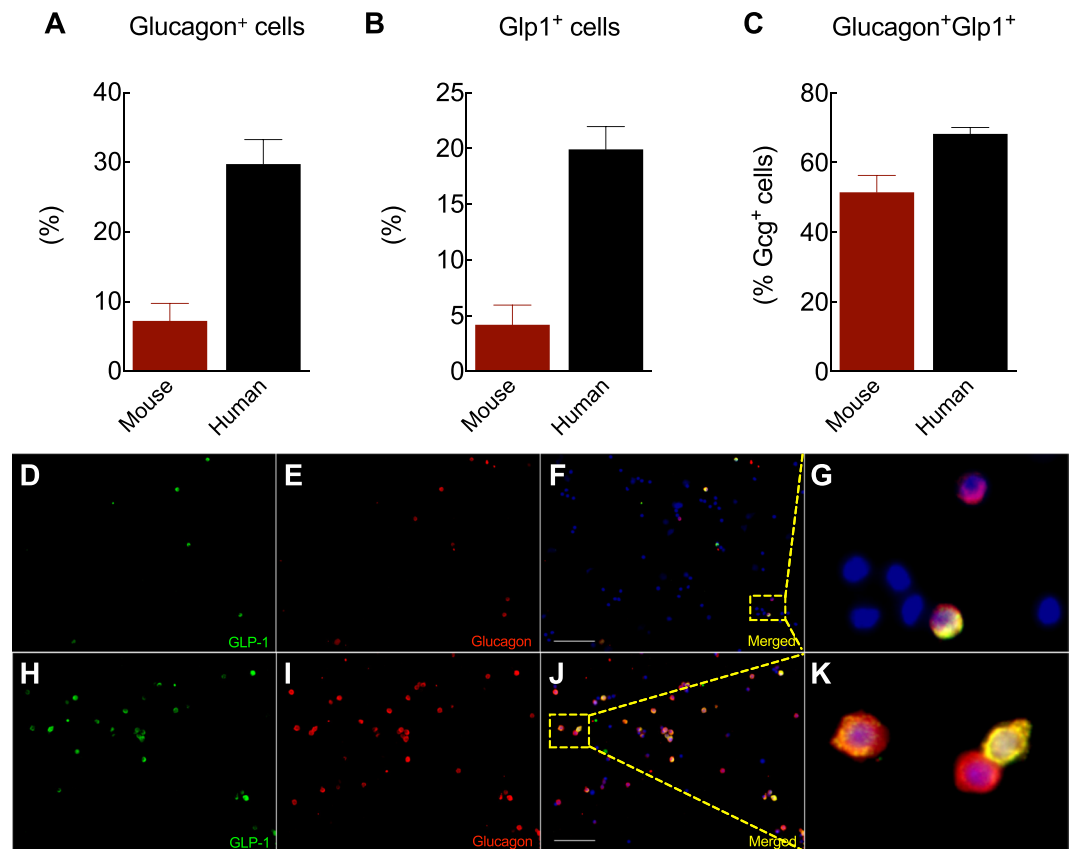 A Glucagon⁺ cells
B Glp1⁺ cells
C Glucagon⁺Glp1⁺
(%)
40
30
20
10
0
Mouse
Human
(%)
25
20
15
10
5
0
Mouse
Human
(% Gcg⁺ cells)
80
60
40
20
0
Mouse
Human
D
GLP-1
E
Glucagon
F
Merged
G
H
GLP-1
I
Glucagon
J
Merged
K